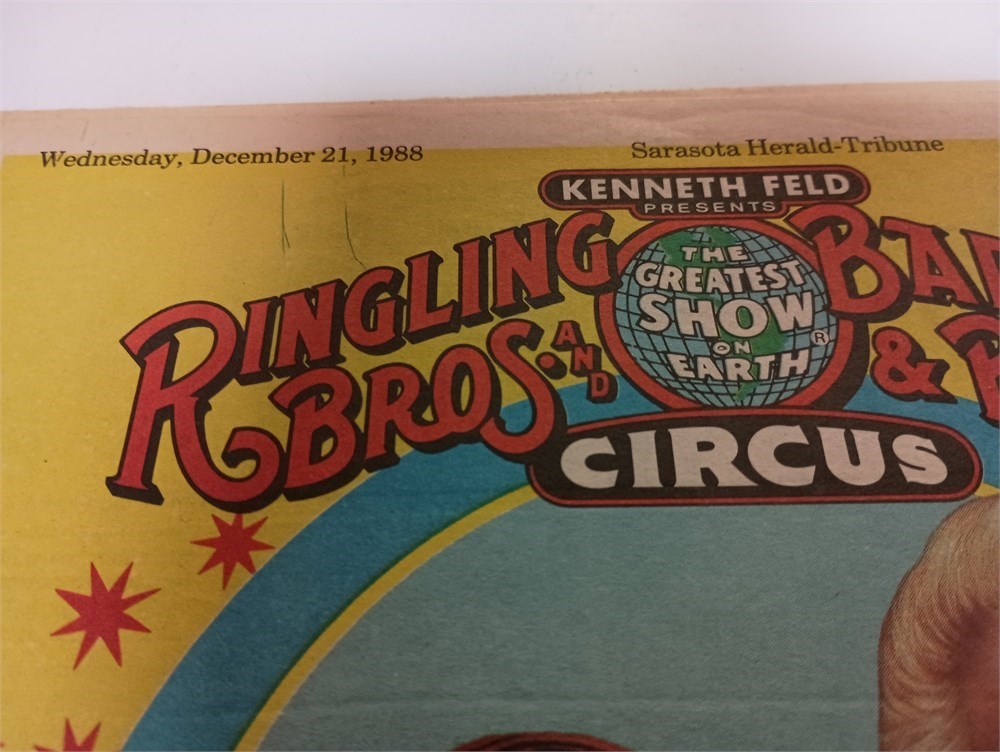 Wednesday, December 21, 1988
Sarasota Herald-Tribune
KENNETH FELD
PRESENTS
RINGLING
BROS. AND
THE
GREATEST
SHOW
ON
EARTH®
&
CIRCUS